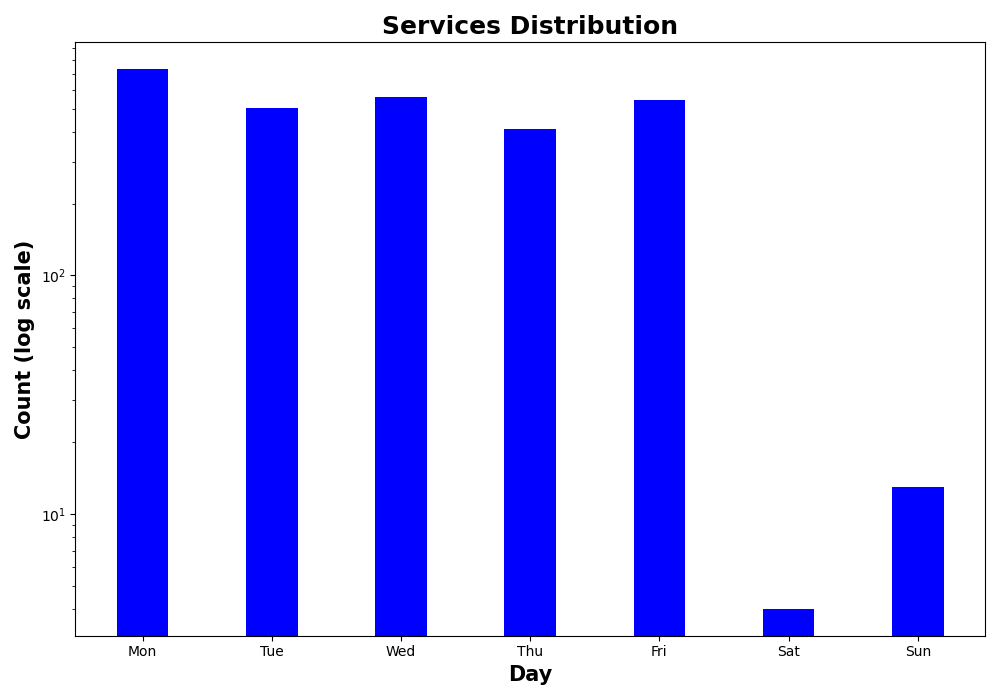 Services Distribution
Count (log scale)
10²
10¹
Mon Tue Wed Thu Fri Sat Sun
Day